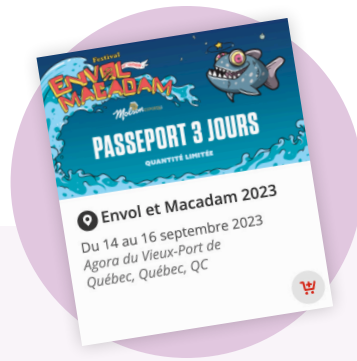 Festival
ENVOL
MACADAM
Molson
PASSEPORT 3 JOURS
QUANTITÉ LIMITÉE
Envol et Macadam 2023
Du 14 au 16 septembre 2023
Agora du Vieux-Port de
Québec, Québec, QC